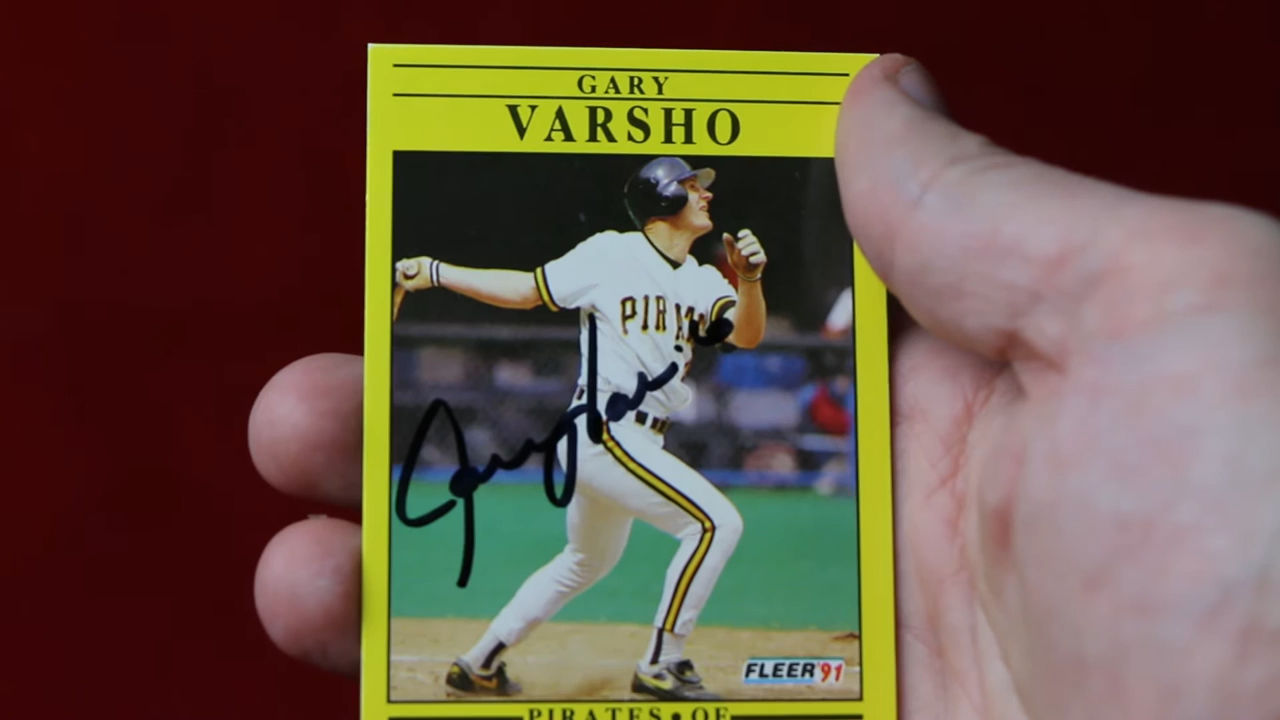 GARY
VARSHO
PIRAT
FLEER '91
PIRATES • OF